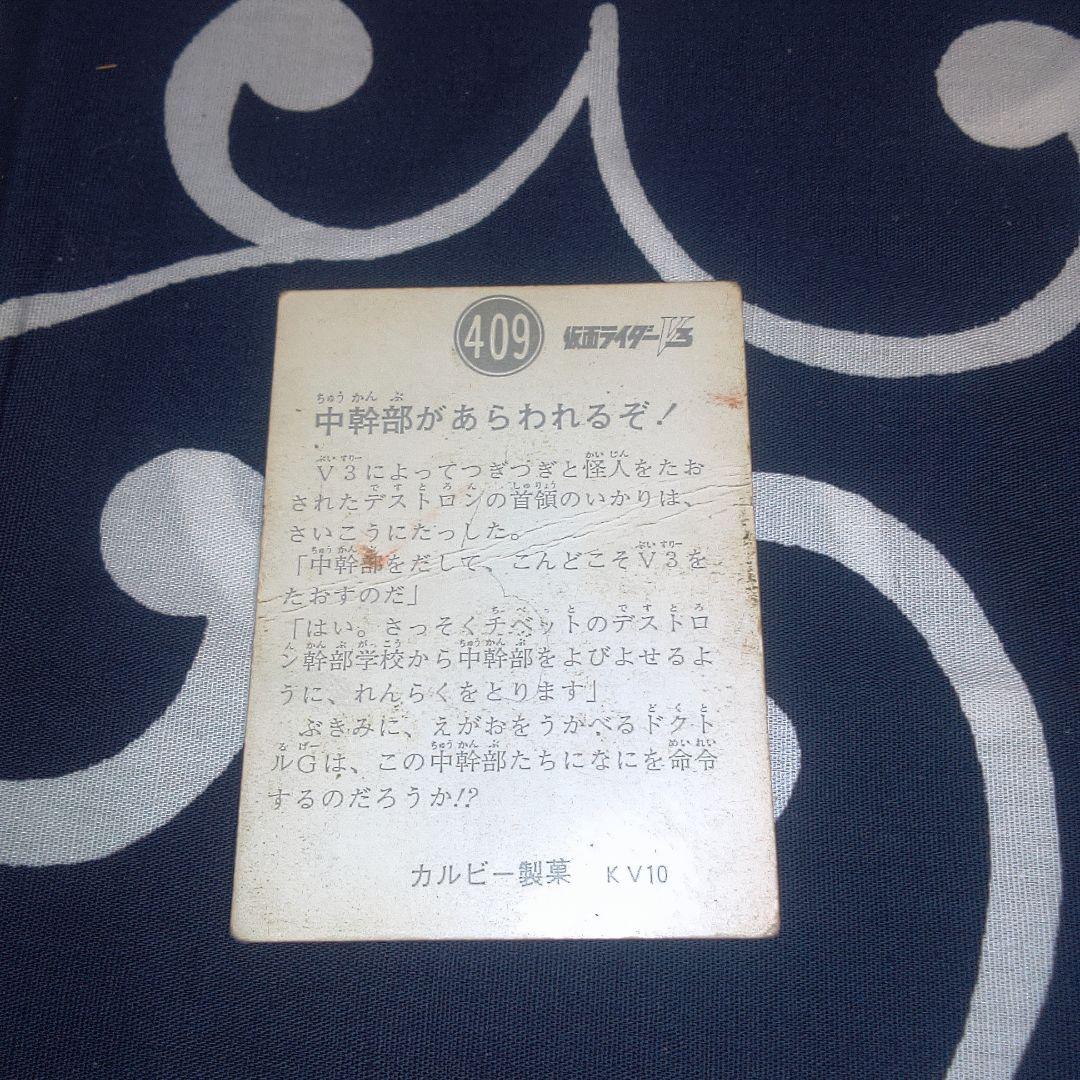 409 仮面ライダーV3
中幹部があらわれるぞ!
V3によってつぎつぎと怪人をたお
されたデストロンの首領のいかりは、
さいこうにたっした。
「中幹部をだして、こんどこそV3を
たおすのだ」
「はい。さっそくチベットのデストロ
ン幹部学校から中幹部をよびよせるよ
うに、れんらくをとります」
ぶきみに、えがおをうかべるドクト
ルGは、この中幹部たちになにを命令
するのだろうか!?
カルビー製菓 KV10